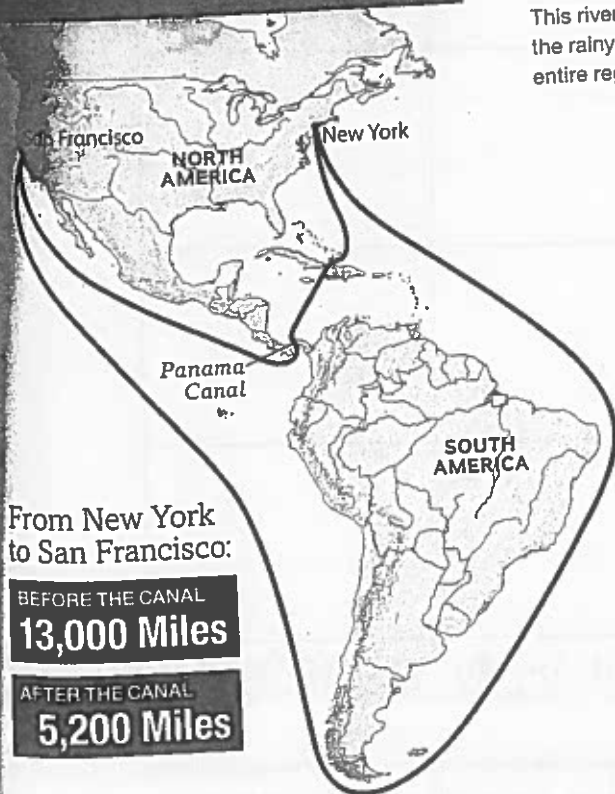 This river
the rainy
entire re
San Francisco
New York
NORTH
AMERICA
Panama
Canal
SOUTH
AMERICA
From New York
to San Francisco:
BEFORE THE CANAL
13,000 Miles
AFTER THE CANAL
5,200 Miles